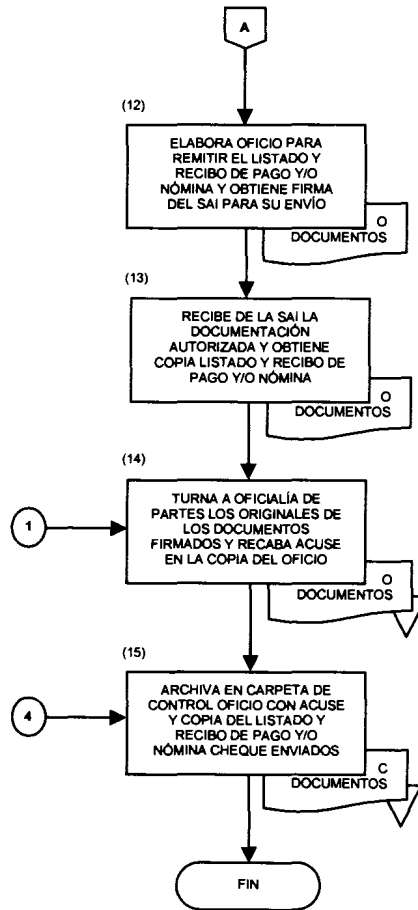 A
(12)
ELABORA OFICIO PARA
REMITIR EL LISTADO Y
RECIBO DE PAGO Y/O
NÓMINA Y OBTIENE FIRMA
DEL SAI PARA SU ENVÍO
O
DOCUMENTOS
(13)
RECIBE DE LA SAI LA
DOCUMENTACIÓN
AUTORIZADA Y OBTIENE
COPIA LISTADO Y RECIBO DE
PAGO Y/O NÓMINA
O
DOCUMENTOS
(14)
1
TURNA A OFICIALÍA DE
PARTES LOS ORIGINALES DE
LOS DOCUMENTOS
FIRMADOS Y RECABA ACUSE
EN LA COPIA DEL OFICIO
O
DOCUMENTOS
(15)
4
ARCHIVA EN CARPETA DE
CONTROL OFICIO CON ACUSE
Y COPIA DEL LISTADO Y
RECIBO DE PAGO Y/O
NÓMINA CHEQUE ENVIADOS
C
DOCUMENTOS
FIN